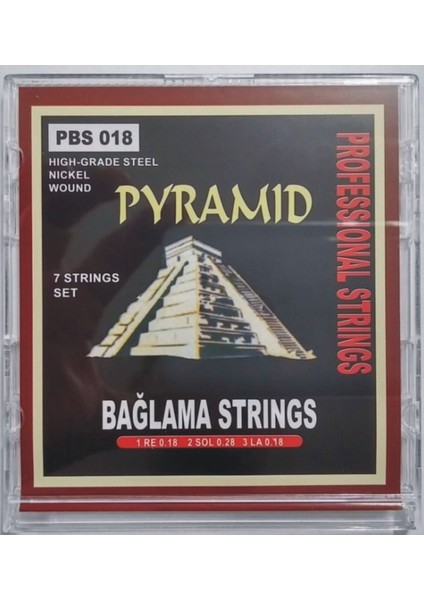 PBS 018
HIGH-GRADE STEEL
NICKEL
WOUND
PYRAMID
PROFESSIONAL STRINGS
7 STRINGS
SET
BAĞLAMA STRINGS
1 RE 0.18 2 SOL 0.28 3 LA 0.18